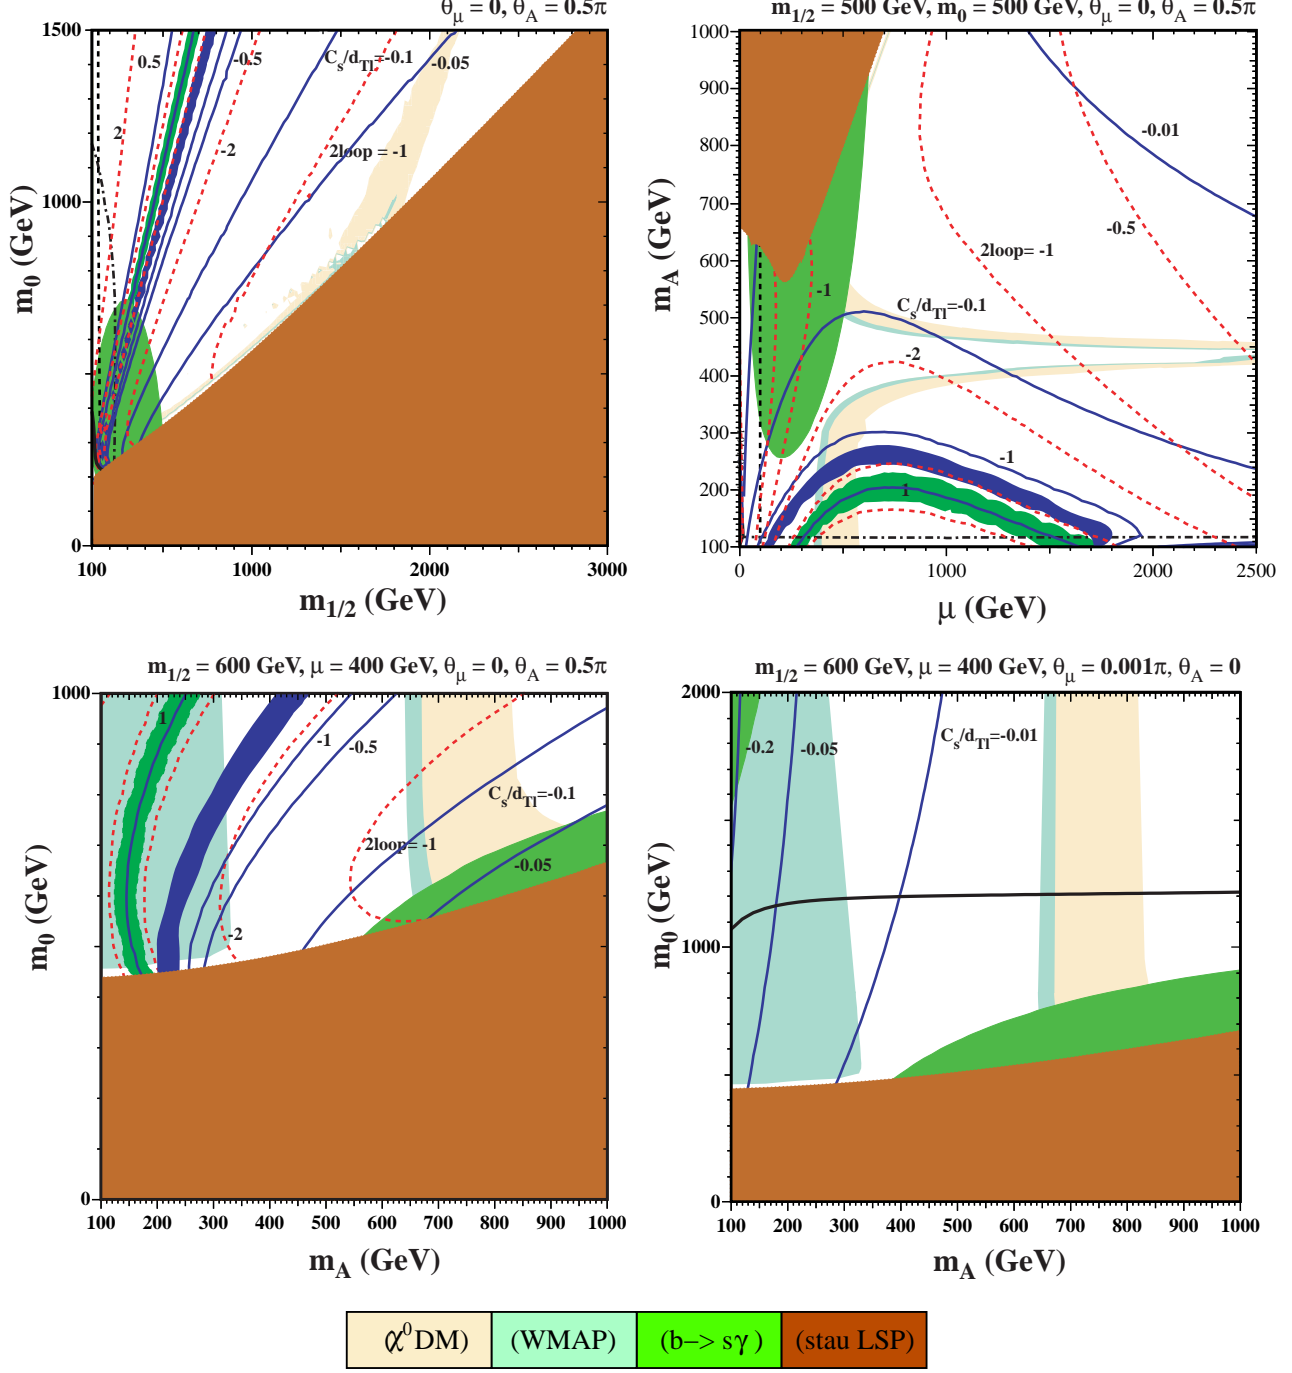 θμ = 0, θA = 0.5π
1500
1000
0
m0 (GeV)
0.5
-0.5
Cs/dTl=-0.1
-0.05
2
-2
2loop = -1
100
1000
2000
3000
m1/2 (GeV)
m1/2 = 500 GeV, m0 = 500 GeV, θμ = 0, θA = 0.5π
1000
900
800
700
600
500
400
300
200
100
mA (GeV)
-0.01
-0.5
2loop= -1
-1
Cs/dTl=-0.1
-2
-1
1
0
1000
2000
2500
μ (GeV)
m1/2 = 600 GeV, μ = 400 GeV, θμ = 0, θA = 0.5π
1000
0
m0 (GeV)
1
-1
-0.5
Cs/dTl=-0.1
2loop= -1
-0.05
-2
100
200
300
400
500
600
700
800
900
1000
mA (GeV)
m1/2 = 600 GeV, μ = 400 GeV, θμ = 0.001π, θA = 0
2000
1000
0
m0 (GeV)
-0.2
-0.05
Cs/dTl=-0.01
100
200
300
400
500
600
700
800
900
1000
mA (GeV)
(χ0 DM)
(WMAP)
(b–> sγ )
(stau LSP)